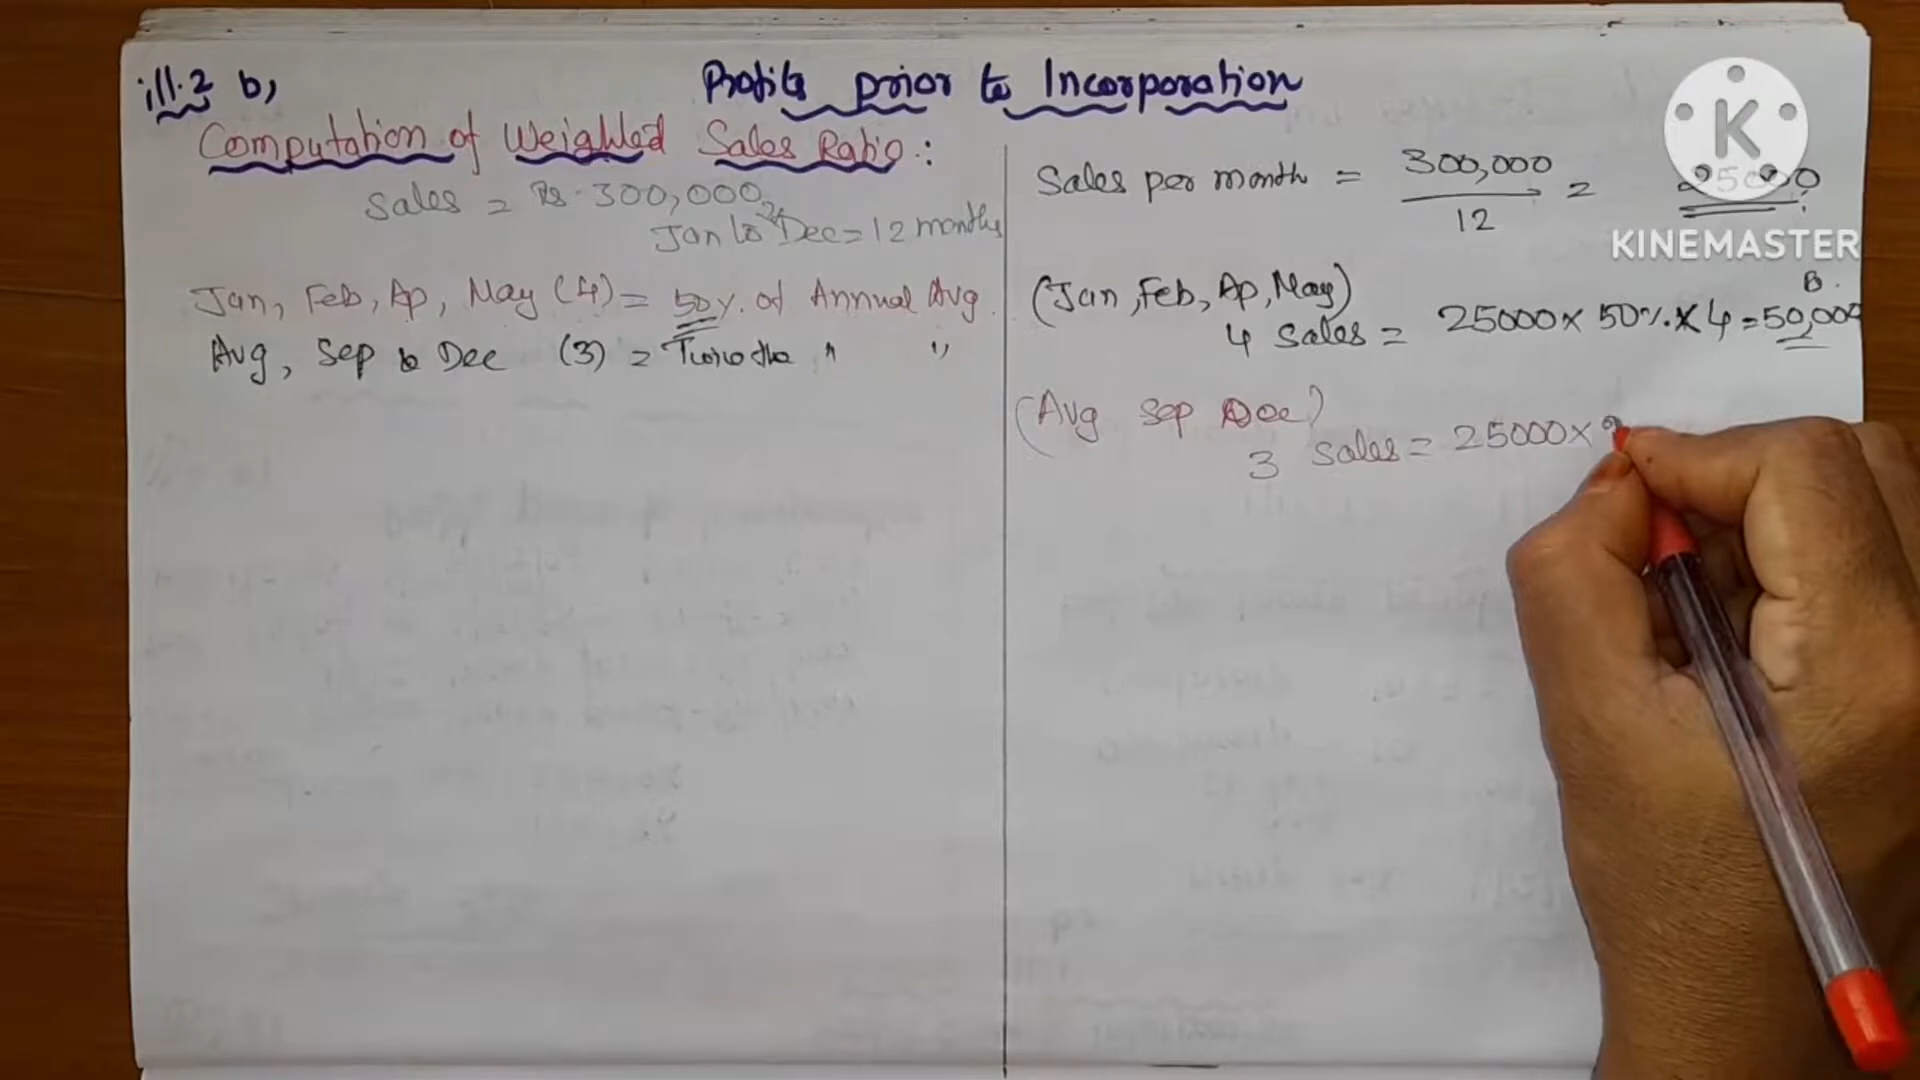 ill.2 b,
Profits prior to Incorporation
Computation of Weighted Sales Ratio :
Sales = Rs. 300,000
Jan to Dec = 12 months
Jan, Feb, Ap, May (4) = 50%. of Annual Avg.
Avg, Sep & Dec (3) = Twice the " "
Sales per month = 300,000
12
= 25000
K
KINEMASTER
(Jan, Feb, Ap, May)
Rs.
4 Sales = 25000 x 50%. x 4 = 50,000
(Avg Sep Dec)
3 Sales = 25000 x